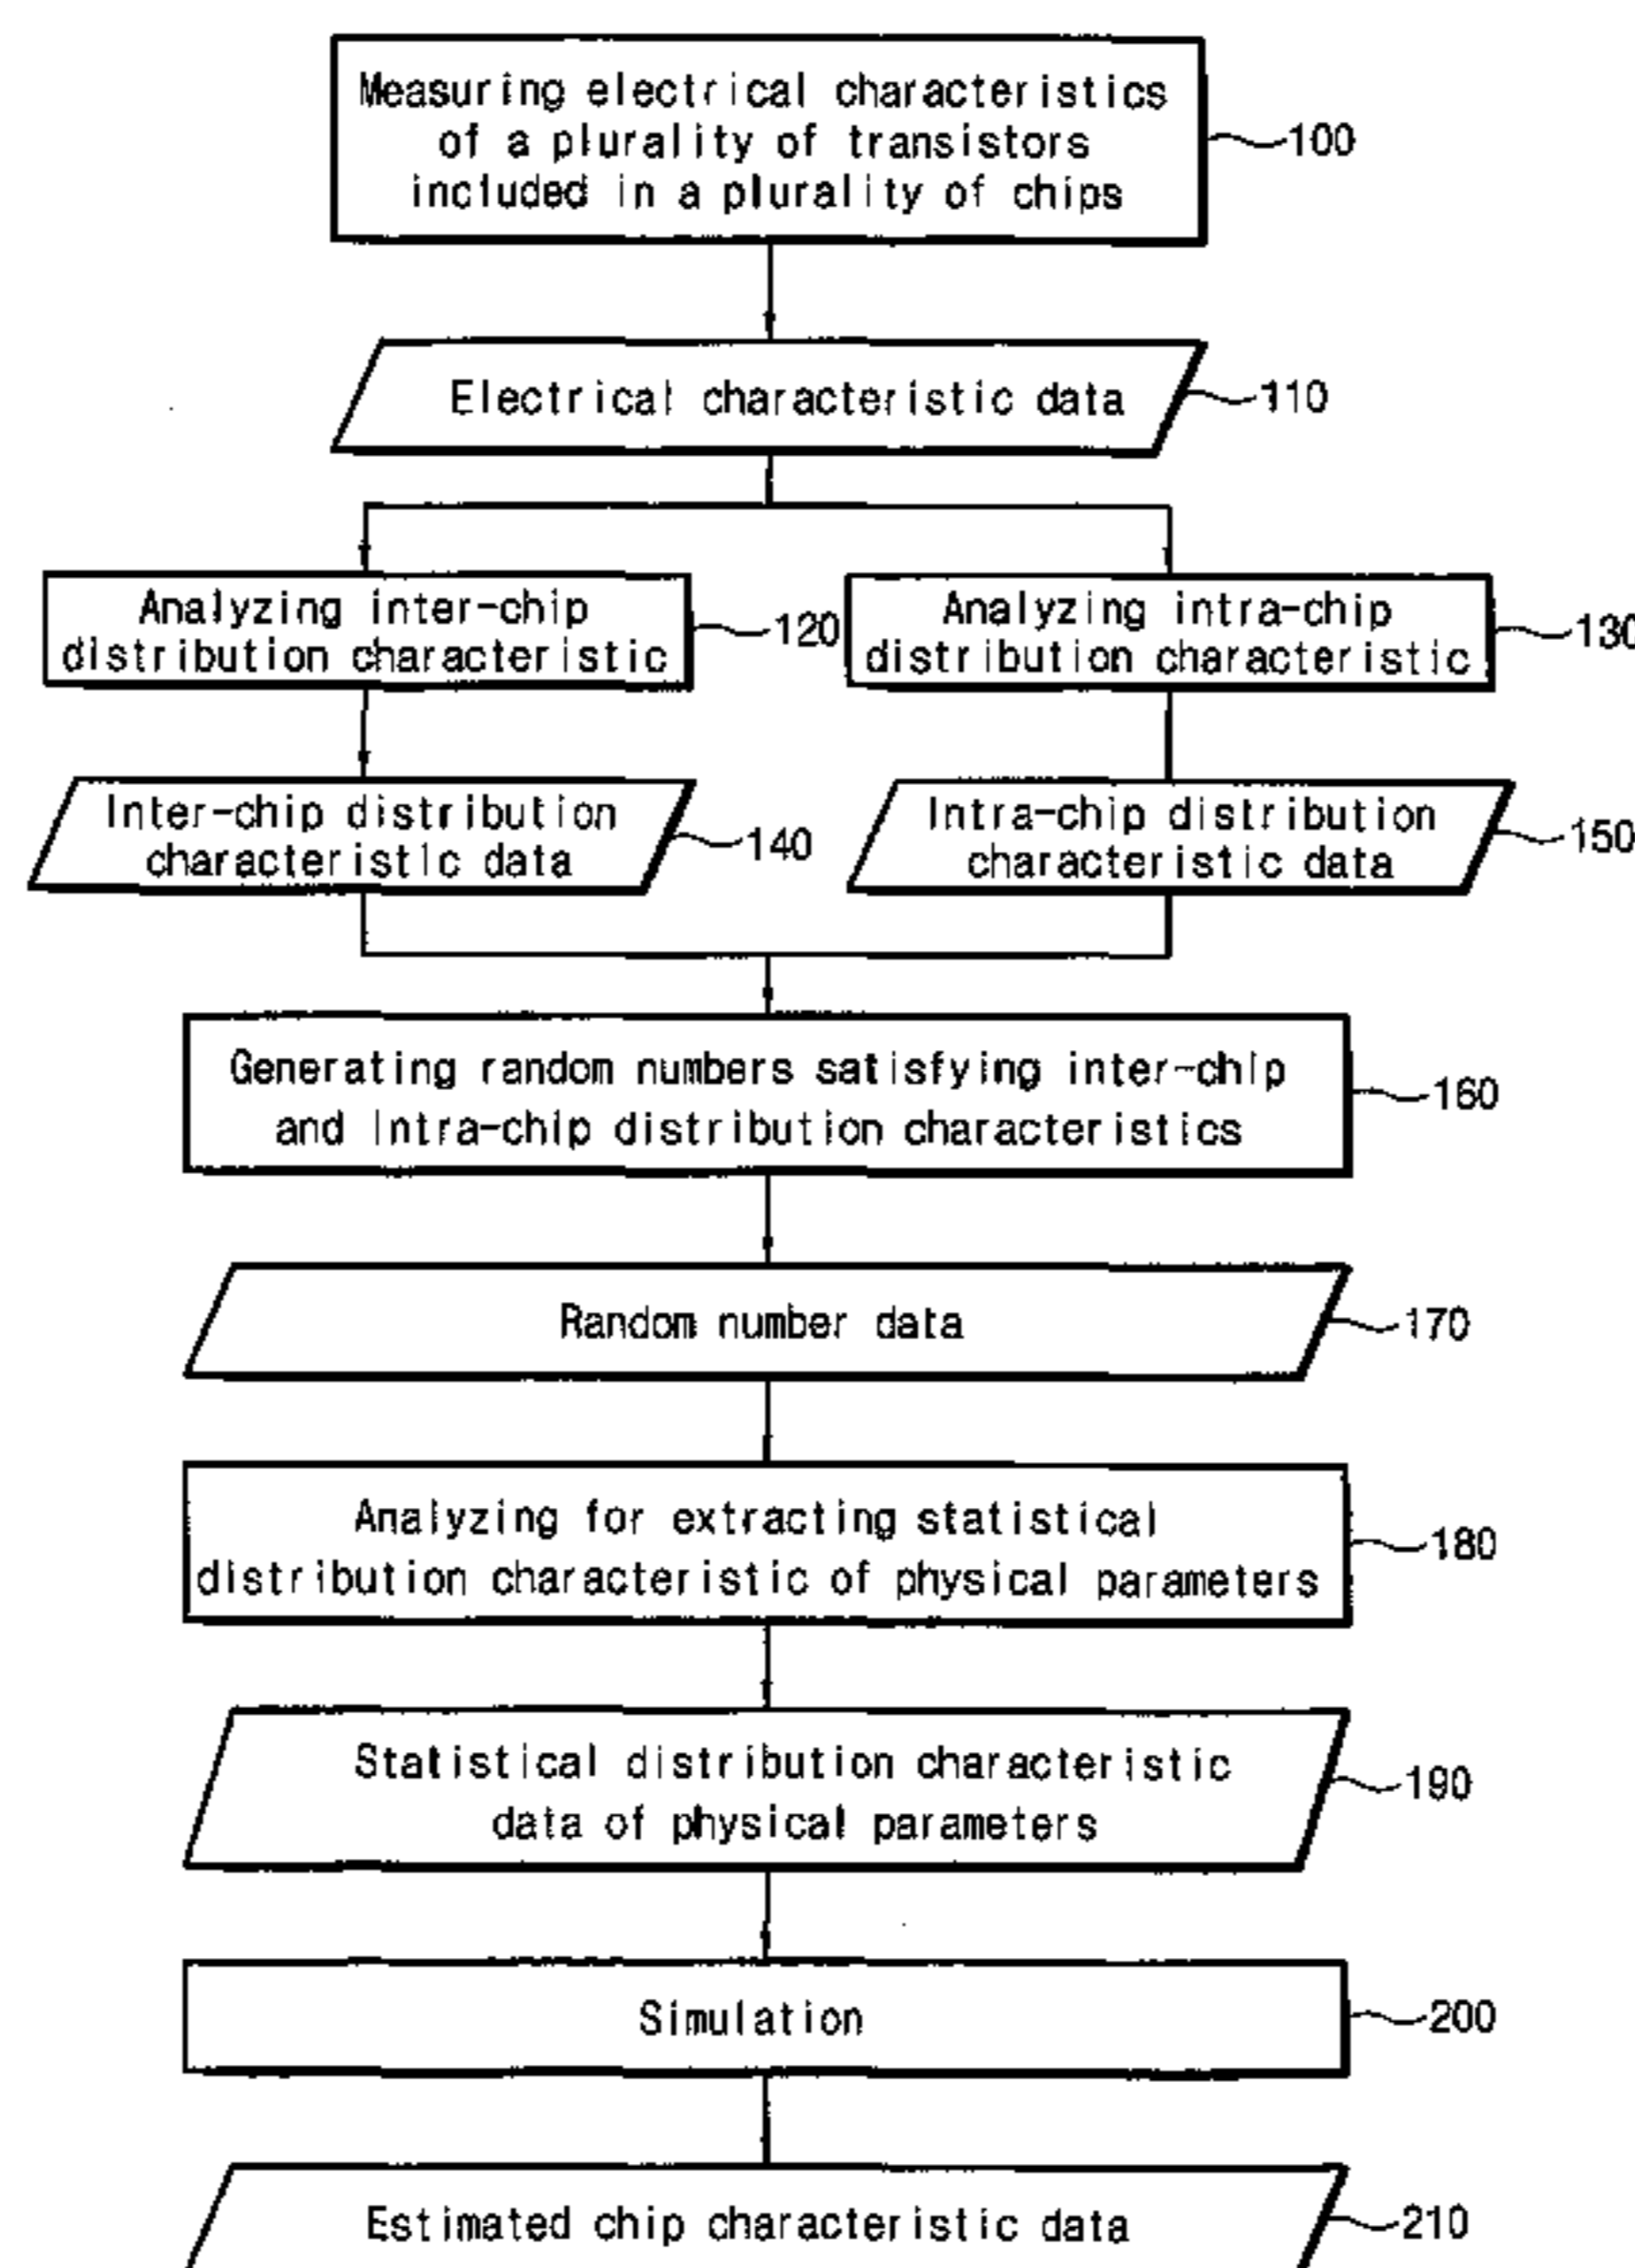 Measuring electrical characteristics
of a plurality of transistors
included in a plurality of chips
100
Electrical characteristic data
110
Analyzing inter-chip
distribution characteristic
120
Analyzing intra-chip
distribution characteristic
130
Inter-chip distribution
characteristic data
140
Intra-chip distribution
characteristic data
150
Generating random numbers satisfying inter-chip
and Intra-chip distribution characteristics
160
Random number data
170
Analyzing for extracting statistical
distribution characteristic of physical parameters
180
Statistical distribution characteristic
data of physical parameters
190
Simulation
200
Estimated chip characteristic data
210